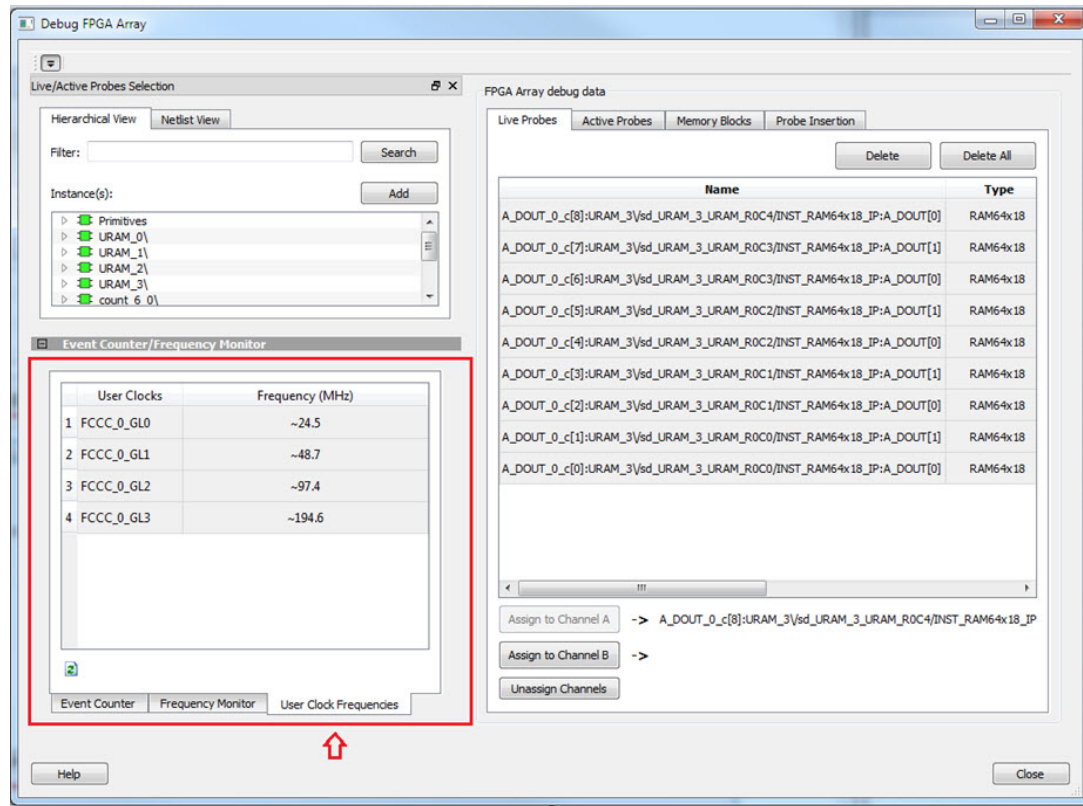 Debug FPGA Array
Live/Active Probes Selection
Hierarchical View Netlist View
Filter: Search
Instance(s): Add
Primitives
URAM_0\
URAM_1\
URAM_2\
URAM_3\
count_6_0\
Event Counter/Frequency Monitor
User Clocks Frequency (MHz)
1 FCCC_0_GL0 ~24.5
2 FCCC_0_GL1 ~48.7
3 FCCC_0_GL2 ~97.4
4 FCCC_0_GL3 ~194.6
Event Counter Frequency Monitor User Clock Frequencies
FPGA Array debug data
Live Probes Active Probes Memory Blocks Probe Insertion
Delete Delete All
Name Type
A_DOUT_0_c[8]:URAM_3\/sd_URAM_3_URAM_R0C4/INST_RAM64x18_IP:A_DOUT[0] RAM64x18
A_DOUT_0_c[7]:URAM_3\/sd_URAM_3_URAM_R0C3/INST_RAM64x18_IP:A_DOUT[1] RAM64x18
A_DOUT_0_c[6]:URAM_3\/sd_URAM_3_URAM_R0C3/INST_RAM64x18_IP:A_DOUT[0] RAM64x18
A_DOUT_0_c[5]:URAM_3\/sd_URAM_3_URAM_R0C2/INST_RAM64x18_IP:A_DOUT[1] RAM64x18
A_DOUT_0_c[4]:URAM_3\/sd_URAM_3_URAM_R0C2/INST_RAM64x18_IP:A_DOUT[0] RAM64x18
A_DOUT_0_c[3]:URAM_3\/sd_URAM_3_URAM_R0C1/INST_RAM64x18_IP:A_DOUT[1] RAM64x18
A_DOUT_0_c[2]:URAM_3\/sd_URAM_3_URAM_R0C1/INST_RAM64x18_IP:A_DOUT[0] RAM64x18
A_DOUT_0_c[1]:URAM_3\/sd_URAM_3_URAM_R0C0/INST_RAM64x18_IP:A_DOUT[1] RAM64x18
A_DOUT_0_c[0]:URAM_3\/sd_URAM_3_URAM_R0C0/INST_RAM64x18_IP:A_DOUT[0] RAM64x18
Assign to Channel A -> A_DOUT_0_c[8]:URAM_3\/sd_URAM_3_URAM_R0C4/INST_RAM64x18_IP
Assign to Channel B ->
Unassign Channels
Help Close